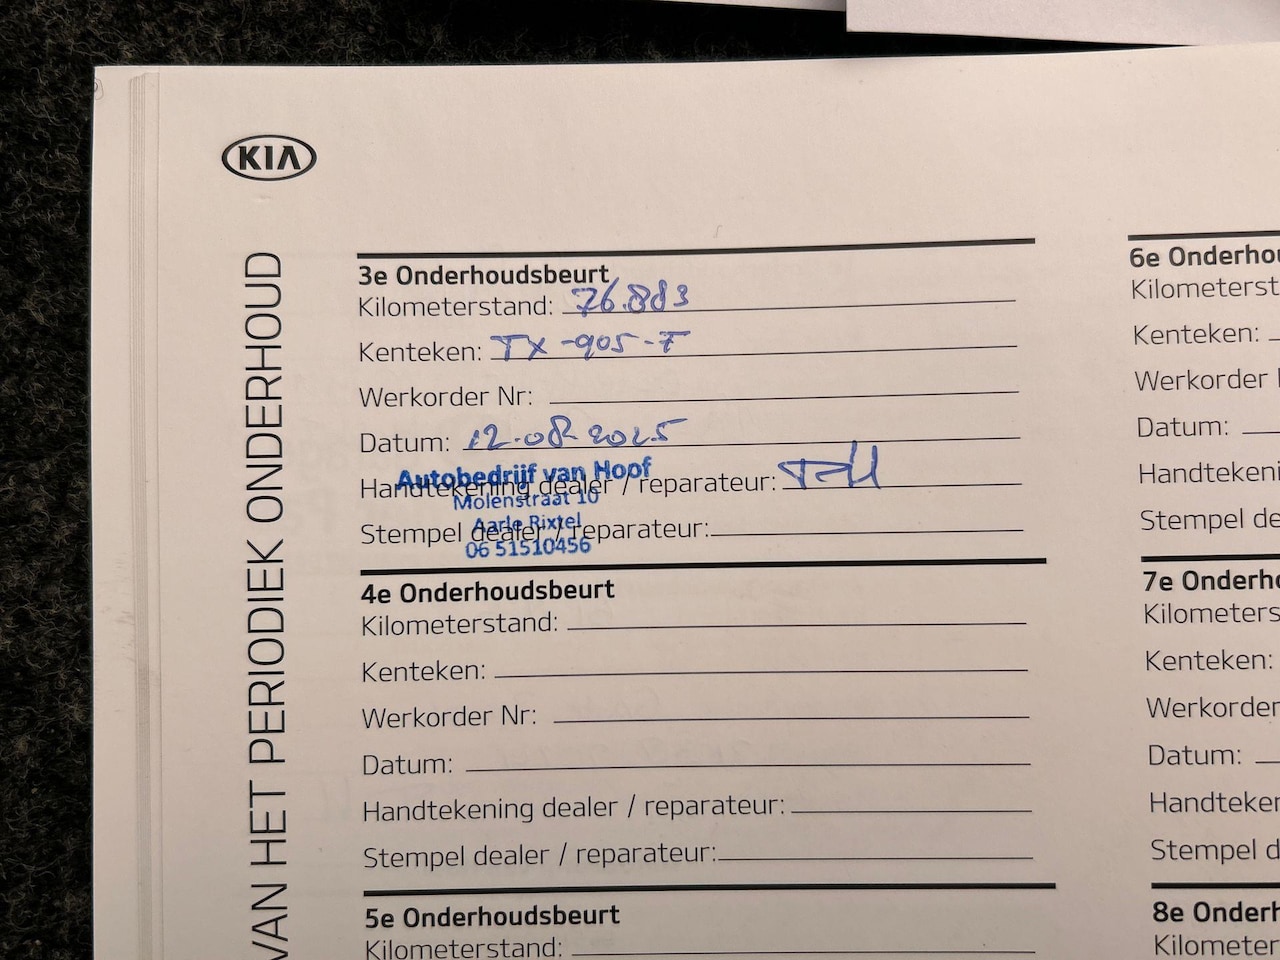 KIA
VAN HET PERIODIEK ONDERHOUD
3e Onderhoudsbeurt
Kilometerstand: 76.883
Kenteken: TX-905-F
Werkorder Nr:
Datum: 12-08-2025
Autobedrijf van Hoof
Handtekening dealer / reparateur:
Molenstraat 10
Aarle Rixtel
Stempel dealer / reparateur:
06 51510456
4e Onderhoudsbeurt
Kilometerstand:
Kenteken:
Werkorder Nr:
Datum:
Handtekening dealer / reparateur:
Stempel dealer / reparateur:
5e Onderhoudsbeurt
Kilometerstand:
6e Onderhou
Kilometerst
Kenteken:
Werkorder
Datum:
Handtekeni
Stempel de
7e Onderho
Kilometers
Kenteken:
Werkorder
Datum:
Handteker
Stempel d
8e Onderh
Kilometer